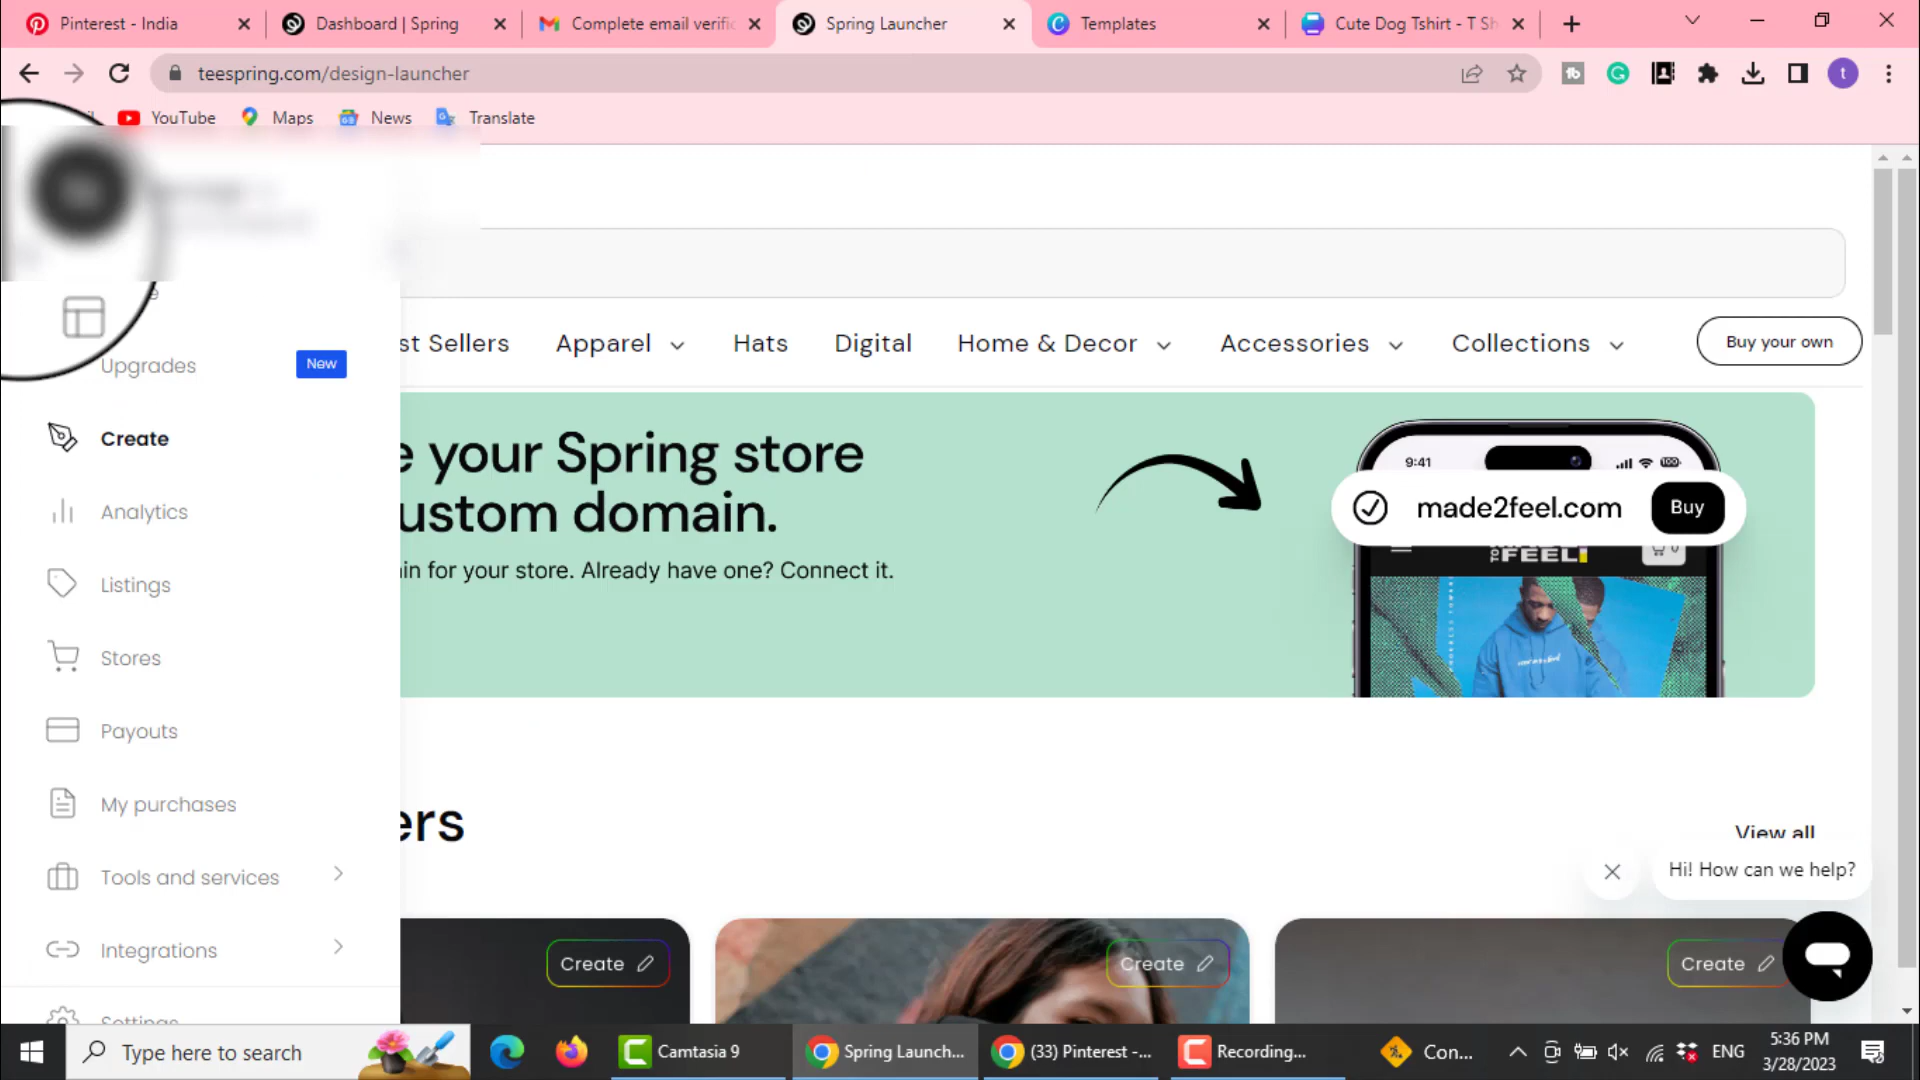 Pinterest - India
Dashboard | Spring
Complete email verific
Spring Launcher
Templates
Cute Dog Tshirt - T Sh
teespring.com/design-launcher
t
YouTube
Maps
News
Translate
st Sellers
Apparel
Hats
Digital
Home & Decor
Accessories
Collections
Buy your own
Upgrades
New
Create
Analytics
Listings
Stores
Payouts
My purchases
Tools and services
Integrations
Settings
e your Spring store
ustom domain.
in for your store. Already have one? Connect it.
9:41
100
made2feel.com
Buy
FEEL
0
ers
View all
Hi! How can we help?
Create
Create
Create
Type here to search
Camtasia 9
Spring Launch...
(33) Pinterest -...
Recording...
Con...
ENG
5:36 PM
3/28/2023